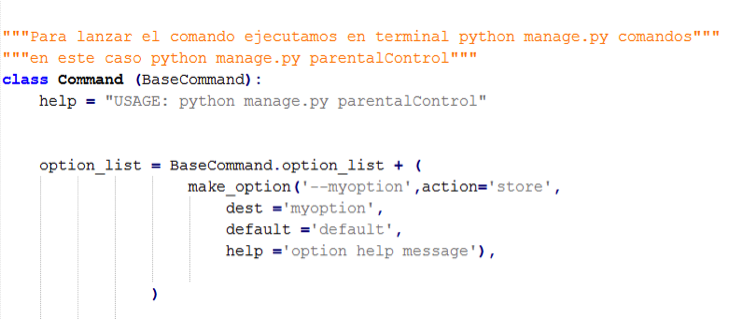 """Para lanzar el comando ejecutamos en terminal python manage.py comandos"""
"""en este caso python manage.py parentalControl"""
class Command (BaseCommand):
help = "USAGE: python manage.py parentalControl"
option_list = BaseCommand.option_list + (
make_option('--myoption',action='store',
dest ='myoption',
default ='default',
help ='option help message'),
)